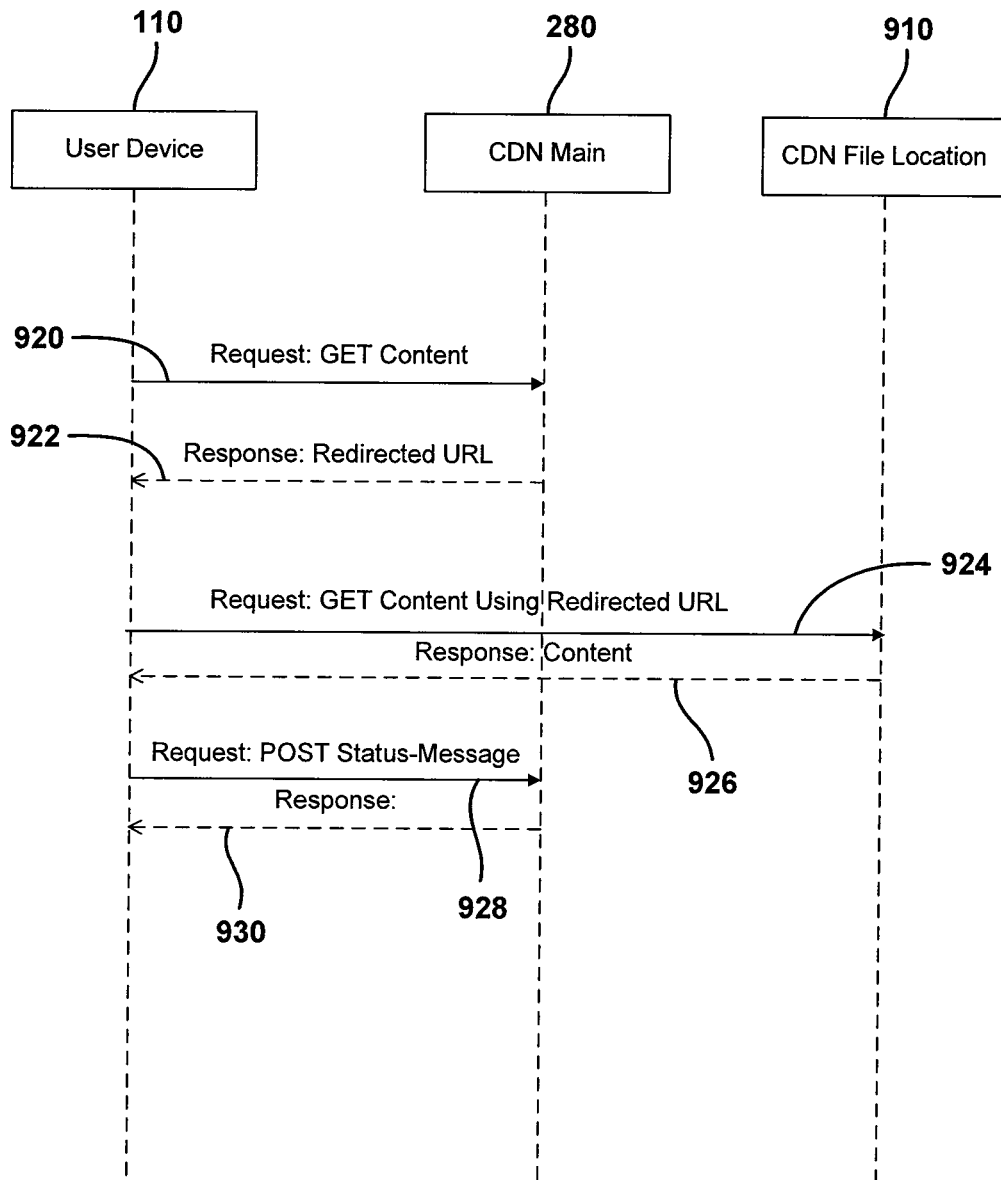 110
280
910
User Device
CDN Main
CDN File Location
920
Request: GET Content
922
Response: Redirected URL
924
Request: GET Content Using Redirected URL
Response: Content
926
Request: POST Status-Message
Response:
928
930